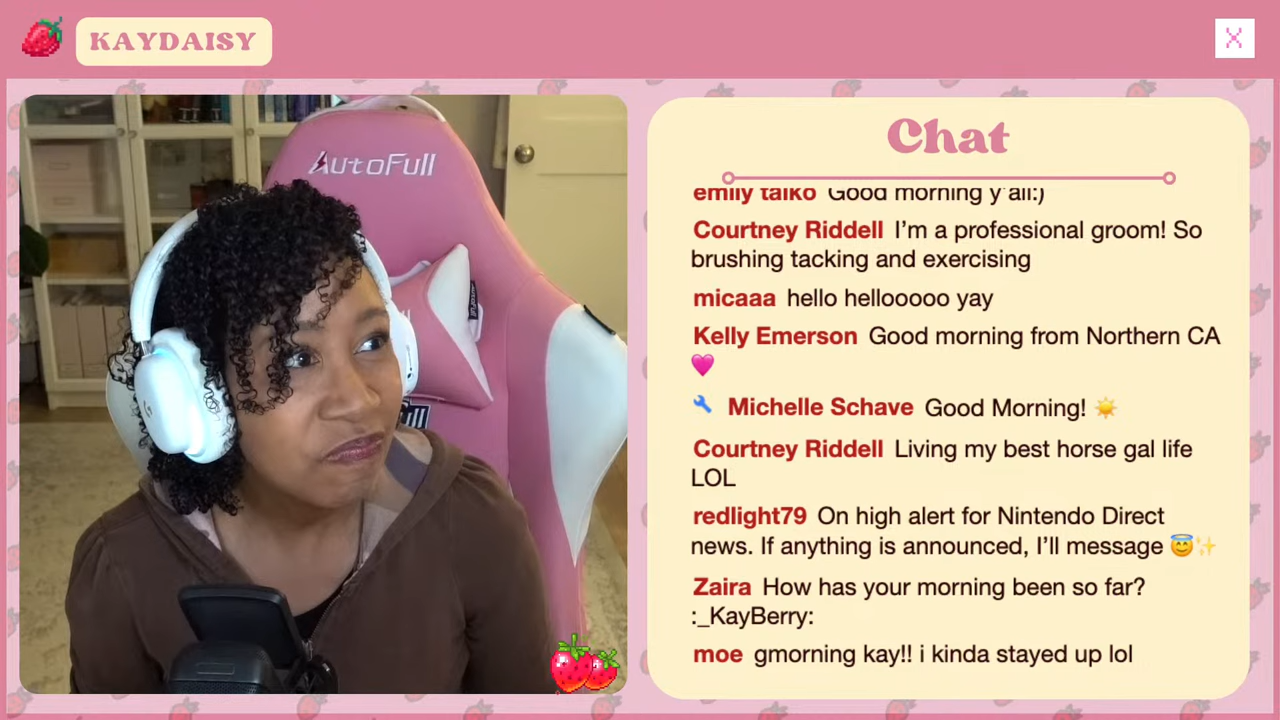 KAYDAISY
AUTOFULL
Chat
emily taiko Good morning y'all:)
Courtney Riddell I'm a professional groom! So
brushing tacking and exercising
micaaa hello hellooooo yay
Kelly Emerson Good morning from Northern CA
🩷
🔧 Michelle Schave Good Morning! ☀️
Courtney Riddell Living my best horse gal life
LOL
redlight79 On high alert for Nintendo Direct
news. If anything is announced, I'll message 😇✨
Zaira How has your morning been so far?
:_KayBerry:
moe gmorning kay!! i kinda stayed up lol